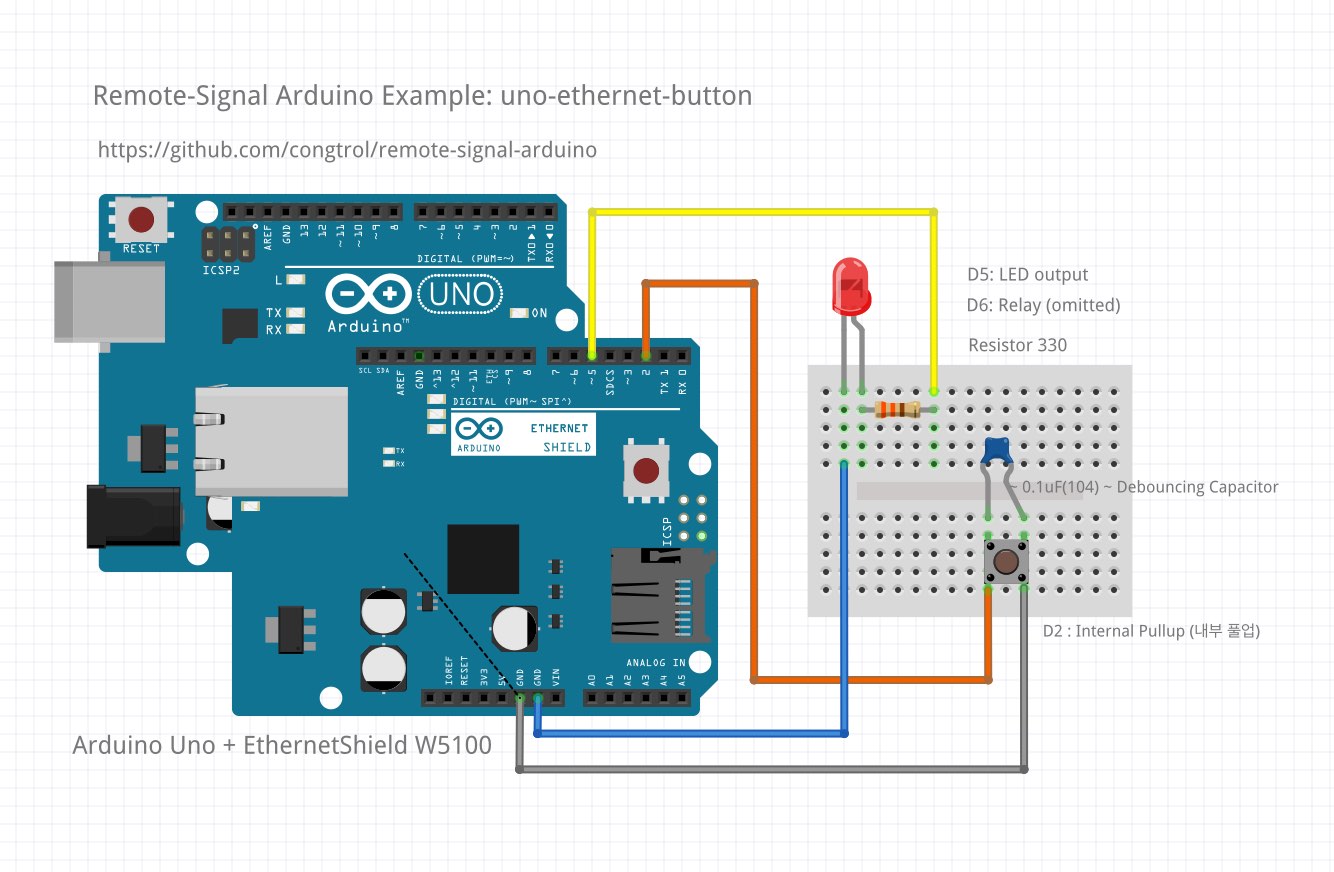 Remote-Signal Arduino Example: uno-ethernet-button
https://github.com/congtrol/remote-signal-arduino
RESET
ICSP2
AREF
GND
13
12
~11
~10
~9
8
7
~6
~5
4
~3
2
TX0▶1
RX0◀0
DIGITAL (PWM=~)
L
TX
RX
UNO
Arduino™
ON
D5: LED output
D6: Relay (omitted)
Resistor 330
SCL SDA
AREF
GND
^13
^12
~11
~9
8
7
~6
~5
SDCS
~3
2
TX 1
RX 0
DIGITAL (PWM~ SPI^)
ARDUINO
ETHERNET
SHIELD
TX
RX
ICSP
~ 0.1uF(104) ~ Debouncing Capacitor
D2 : Internal Pullup (내부 풀업)
ANALOG IN
IOREF
RESET
3V3
GND
GND
VIN
A0
A1
A2
A3
A4
A5
Arduino Uno + EthernetShield W5100